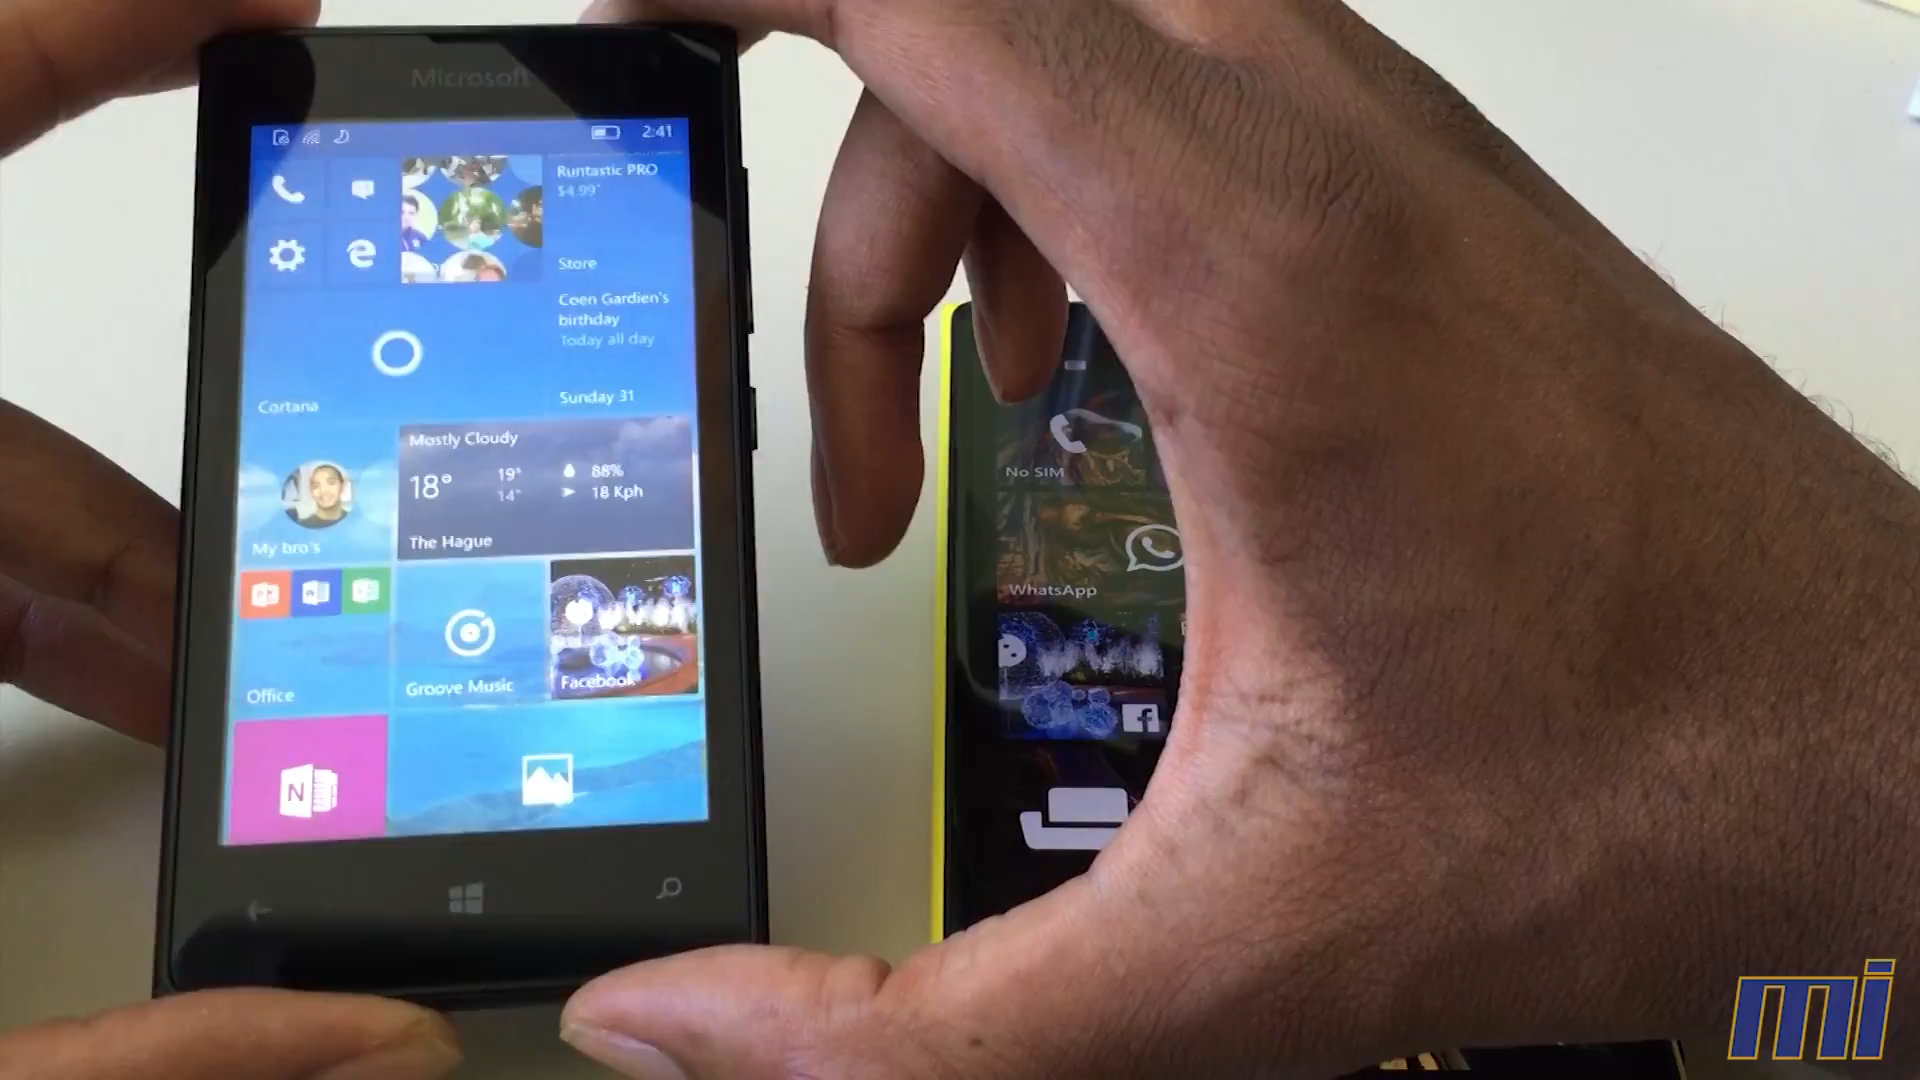 Microsoft
2:41
Runtastic PRO
$4.99*
Store
Coen Gardien's
birthday
Today all day
Sunday 31
Cortana
Mostly Cloudy
18° 19° 88%
14° 18 Kph
The Hague
My bro's
Office
Groove Music
Facebook
N
No SIM
WhatsApp
mi